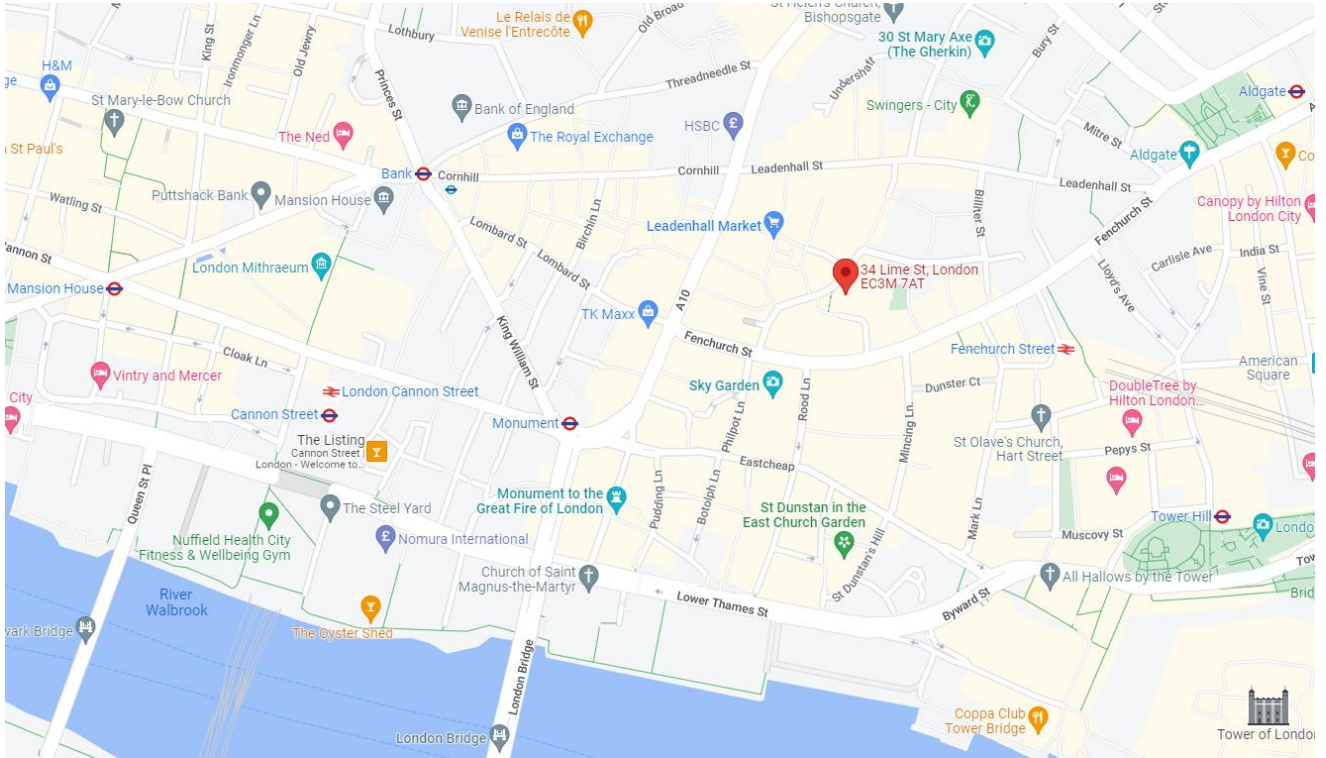 Le Relais de
Venise l'Entrecôte
Old Broad
St Helen's Church,
Bishopsgate
30 St Mary Axe
(The Gherkin)
Bury St
King St
Ironmonger Ln
Old Jewry
Lothbury
Princes St
Threadneedle St
Undershaft
H&M
St Mary-le-Bow Church
Bank of England
Swingers - City
Aldgate
The Ned
The Royal Exchange
HSBC
Mitre St
St Paul's
Aldgate
Co
Bank
Cornhill
Cornhill
Leadenhall St
Leadenhall St
Puttshack Bank
Mansion House
Watling St
Birchin Ln
Billiter St
Canopy by Hilton
London City
Lombard St
Leadenhall Market
Fenchurch St
Cannon St
London Mithraeum
Lombard St
34 Lime St, London
EC3M 7AT
Lloyd's Ave
Carlisle Ave
India St
Vine St
Mansion House
A10
TK Maxx
King William St
Fenchurch St
Fenchurch Street
Cloak Ln
American
Square
Vintry and Mercer
Sky Garden
Dunster Ct
DoubleTree by
Hilton London...
City
London Cannon Street
Rood Ln
Cannon Street
Monument
Philpot Ln
Mincing Ln.
St Olave's Church,
Hart Street
The Listing
Cannon Street
London - Welcome to...
Pepys St
Eastcheap
Queen St Pl
Monument to the
Great Fire of London
Pudding Ln
Botolph Ln
St Dunstan in the
East Church Garden
Mark Ln
The Steel Yard
Tower Hill
Londo
Nuffield Health City
Fitness & Wellbeing Gym
Nomura International
Muscovy St
Tow
Church of Saint
Magnus-the-Martyr
St Dunstan's Hill
All Hallows by the Tower
Brid
River
Walbrook
Lower Thames St
Byward St
wark Bridge
The Oyster Shed
London Bridge
Coppa Club
Tower Bridge
London Bridge
Tower of Londo